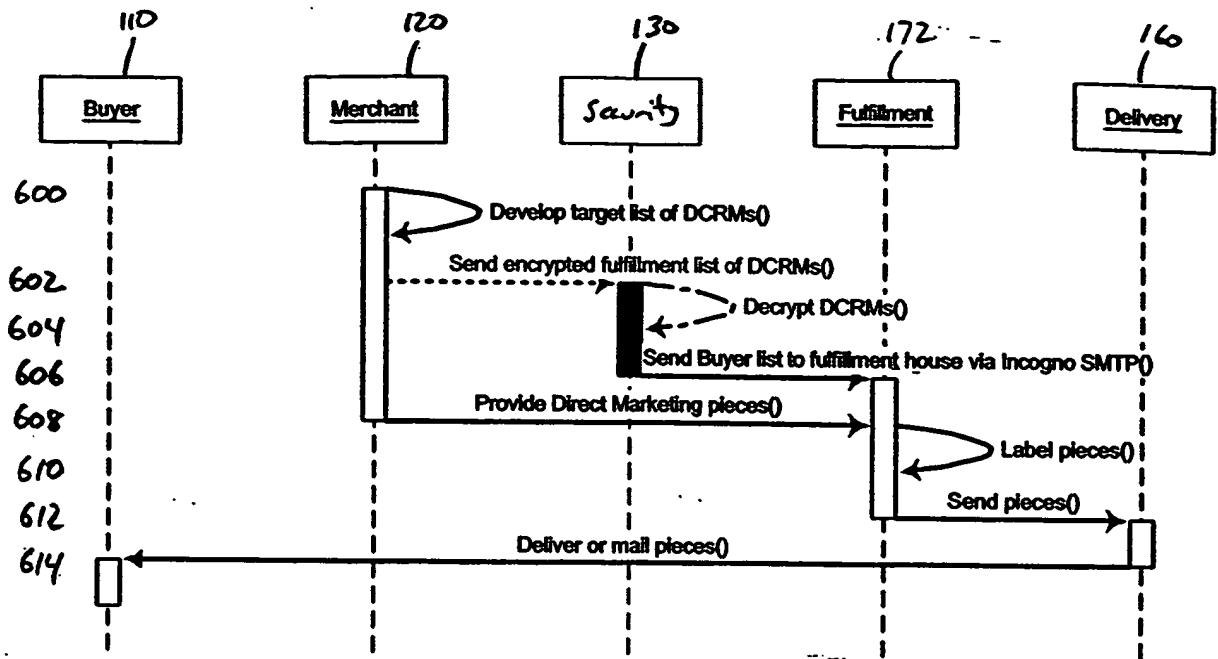 110
120
130
172
160
Buyer
Merchant
Security
Fulfillment
Delivery
600
Develop target list of DCRMs()
602
Send encrypted fulfillment list of DCRMs()
604
Decrypt DCRMs()
606
Send Buyer list to fulfillment house via Incogno SMTP()
608
Provide Direct Marketing pieces()
610
Label pieces()
612
Send pieces()
614
Deliver or mail pieces()